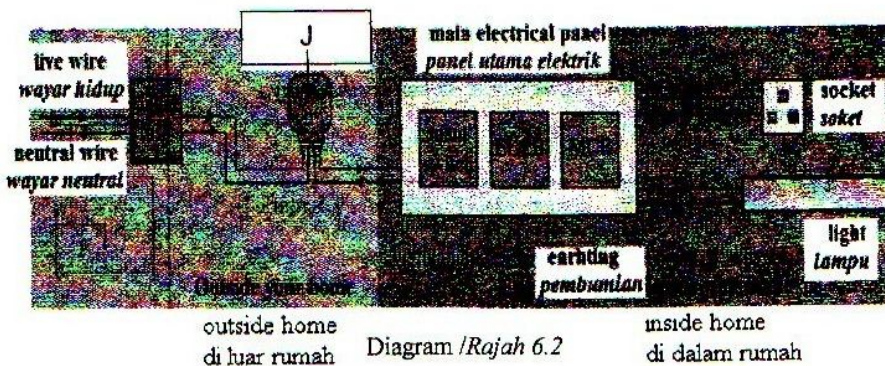 J
live wire
wayar hidup
neutral wire
wayar neutral
main electrical panel
panel utama elektrik
socket
soket
light
lampu
earhting
pembumian
outside home
di luar rumah
Diagram /Rajah 6.2
inside home
di dalam rumah